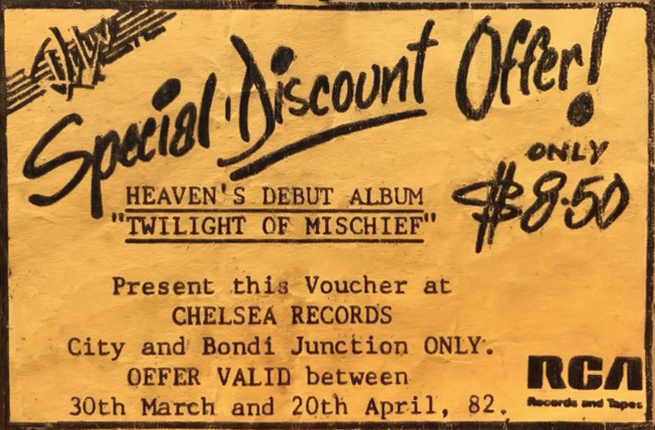 Special Discount Offer!
ONLY
$8.50
HEAVEN'S DEBUT ALBUM
"TWILIGHT OF MISCHIEF"
Present this Voucher at
CHELSEA RECORDS
City and Bondi Junction ONLY.
OFFER VALID between
30th March and 20th April, 82.
RCA
Records and Tapes